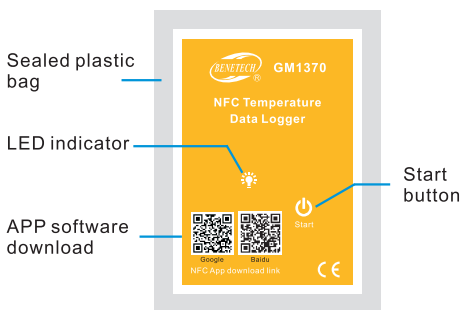 Sealed plastic
bag
BENETECH
®
GM1370
NFC Temperature
Data Logger
LED indicator
Start
button
Start
APP software
download
Google
Baidu
NFC App download link
CE